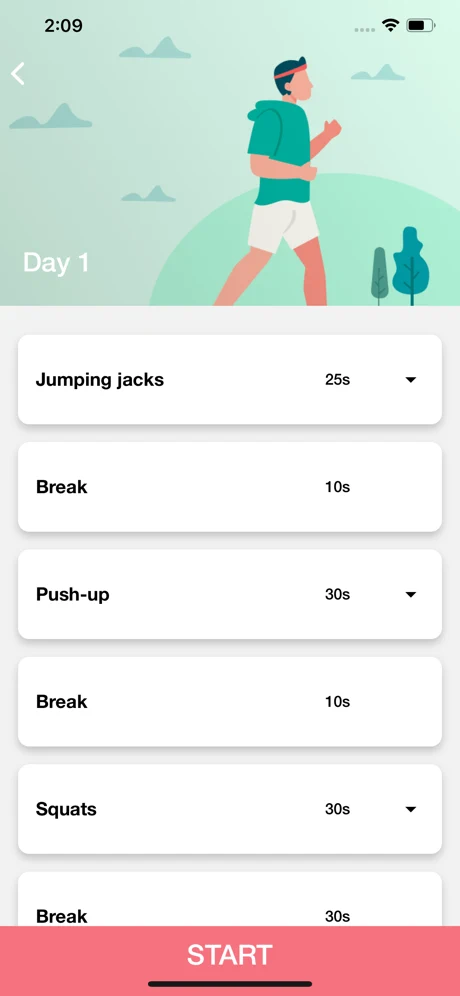 2:09
Day 1
Jumping jacks 25s
Break 10s
Push-up 30s
Break 10s
Squats 30s
Break 30s
START